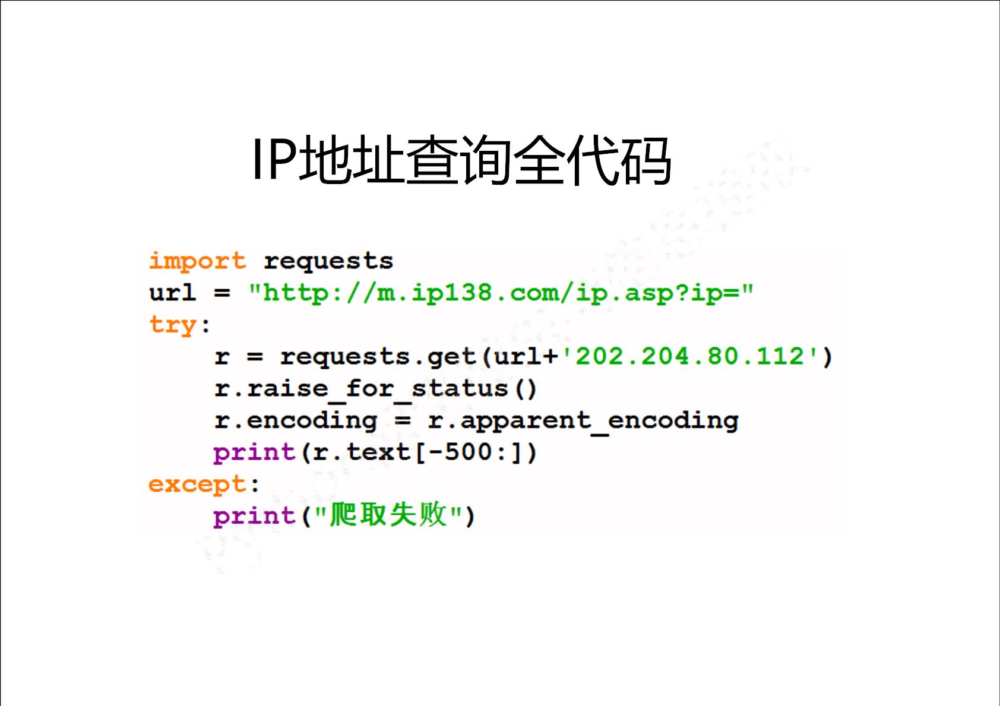 IP地址查询全代码
import requests
url = "http://m.ip138.com/ip.asp?ip="
try:
    r = requests.get(url+'202.204.80.112')
    r.raise_for_status()
    r.encoding = r.apparent_encoding
    print(r.text[-500:])
except:
    print("爬取失败")